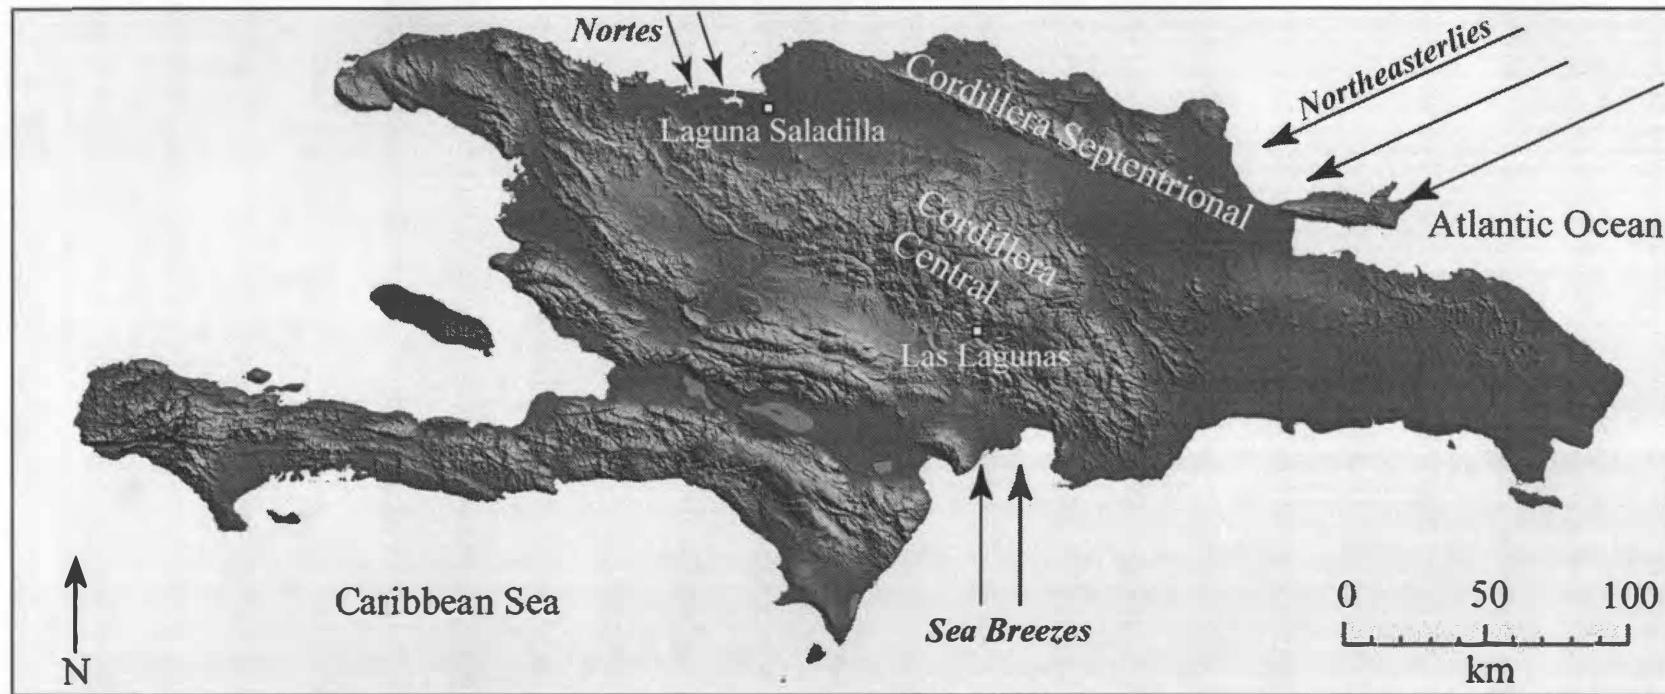 Nortes
Northeasterlies
Cordillera Septentrional
Laguna Saladilla
Cordillera
Central
Atlantic Ocean
Las Lagunas
Caribbean Sea
Sea Breezes
N
0 50 100
km